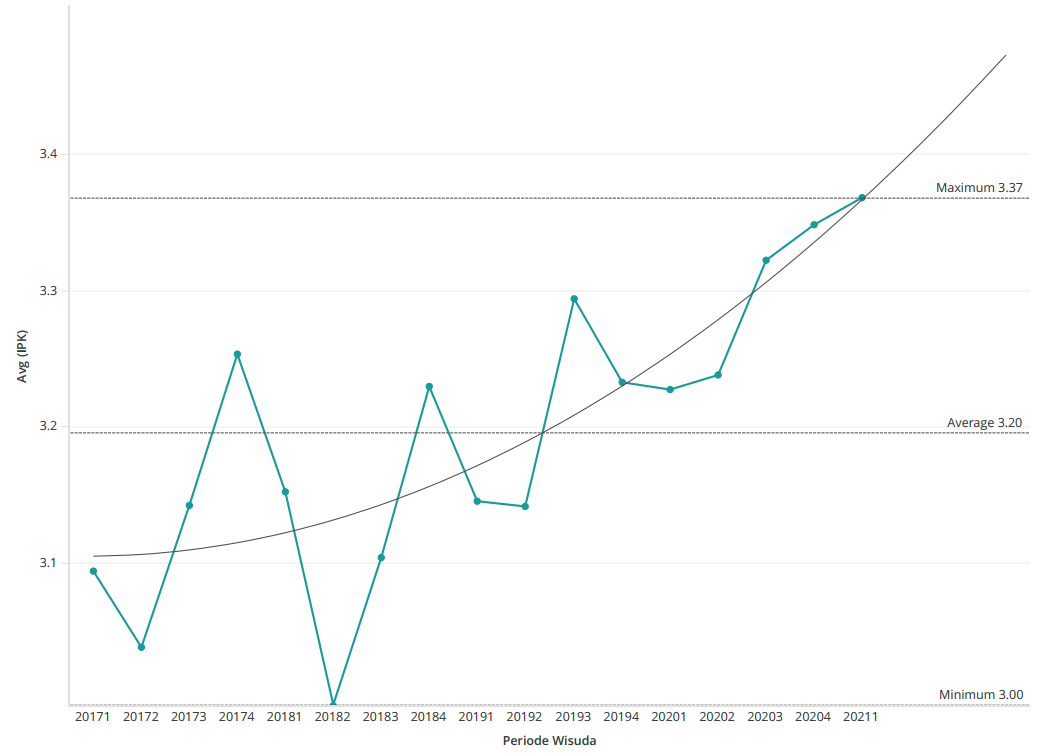 3.4
Maximum 3.37
3.3
Avg (IPK)
3.2
Average 3.20
3.1
Minimum 3.00
20171 20172 20173 20174 20181 20182 20183 20184 20191 20192 20193 20194 20201 20202 20203 20204 20211
Periode Wisuda